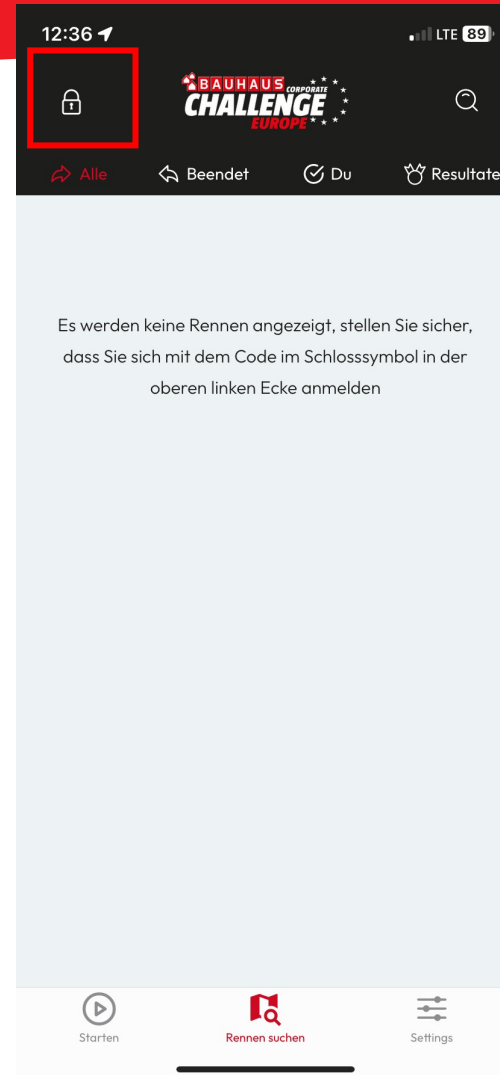 12:36
LTE 89
BAUHAUS
CORPORATE
CHALLENGE
EUROPE
Alle Beendet Du Resultate
Es werden keine Rennen angezeigt, stellen Sie sicher,
dass Sie sich mit dem Code im Schlosssymbol in der
oberen linken Ecke anmelden
Starten Rennen suchen Settings